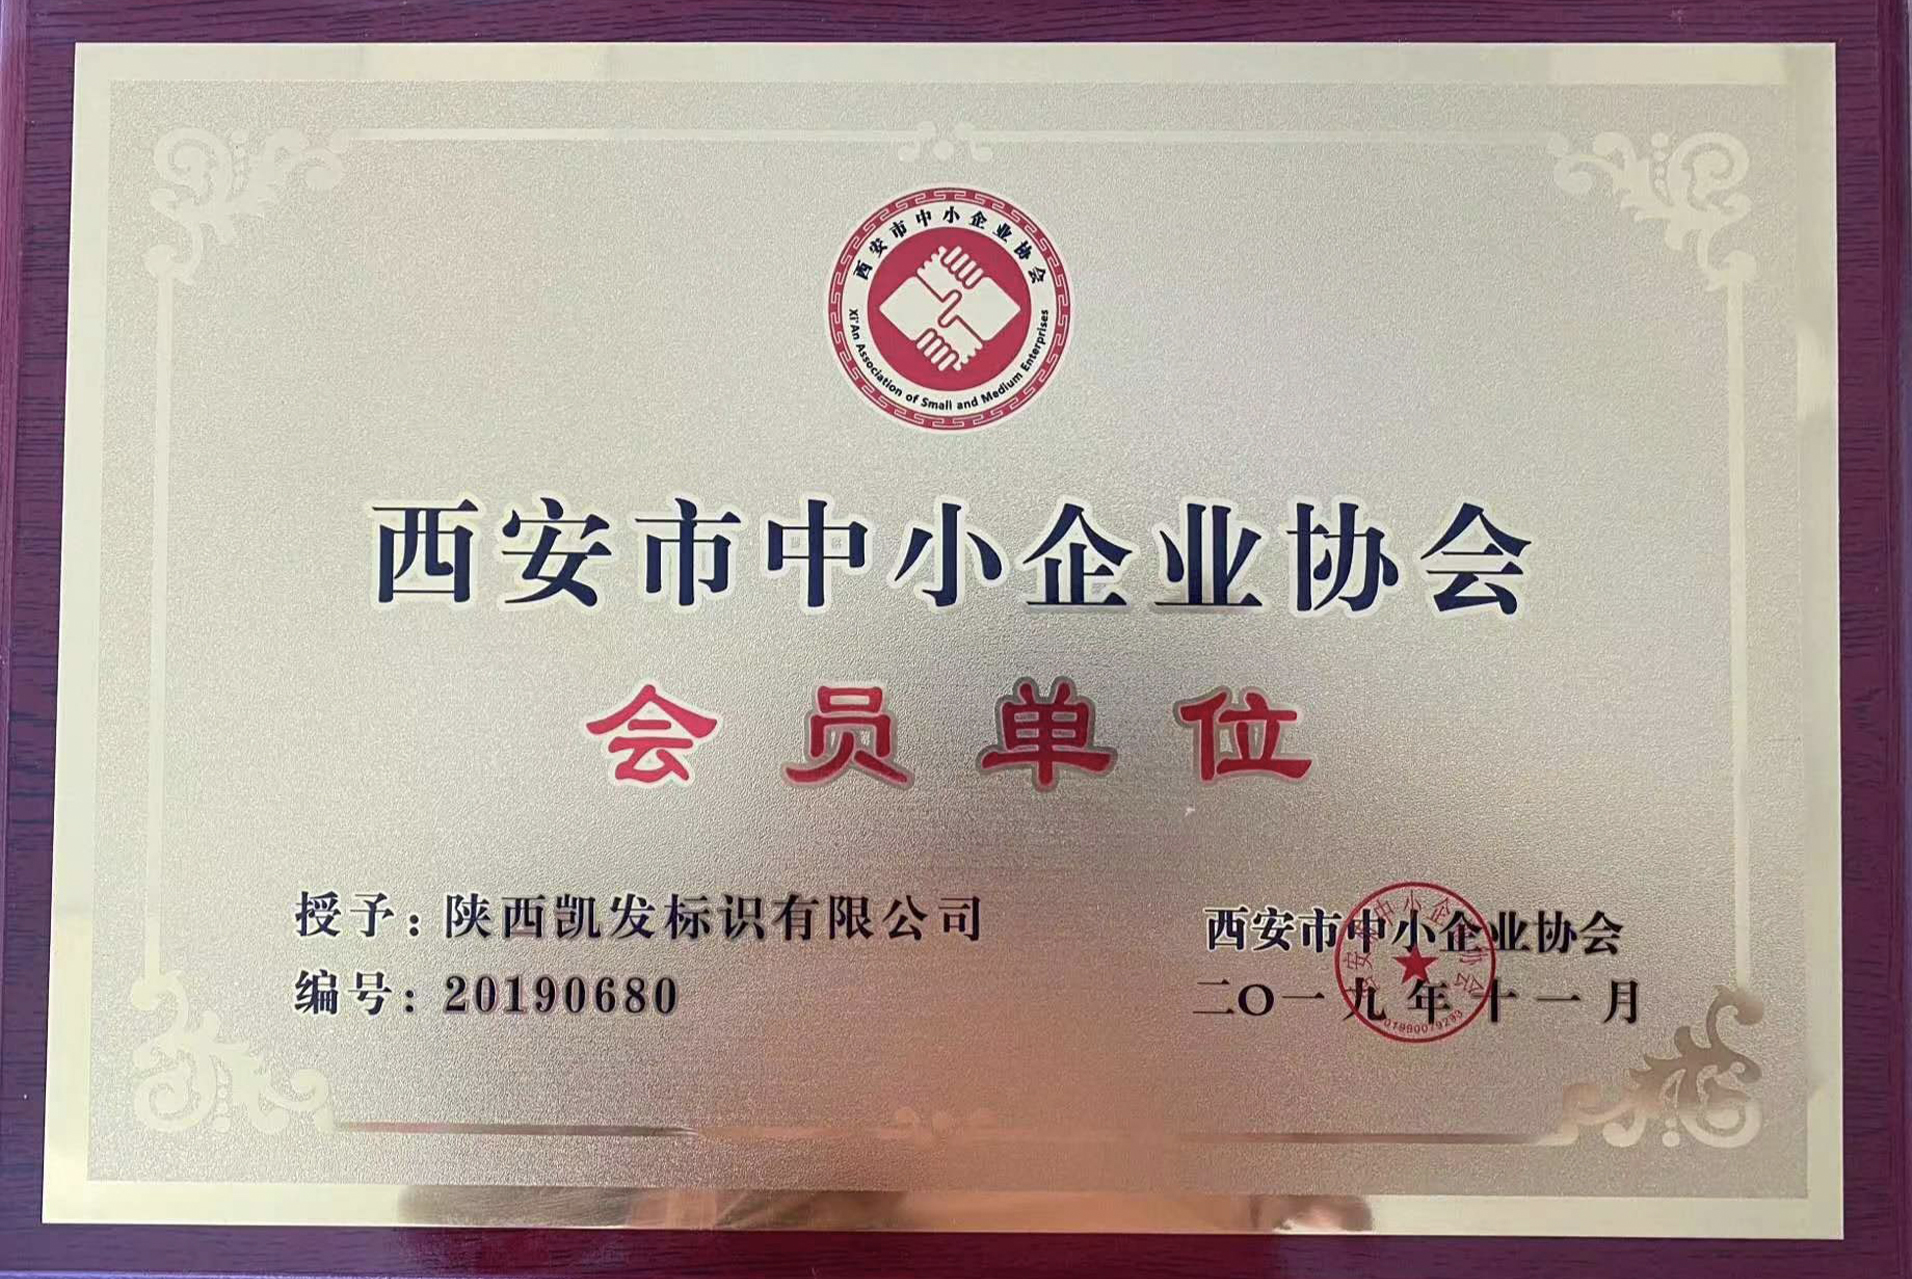 西安市中小企业协会
Xi'An Association of Small and Medium Enterprises
西安市中小企业协会
会员单位
授予：陕西凯发标识有限公司
编号：20190680
西安市中小企业协会
二〇一九年十一月